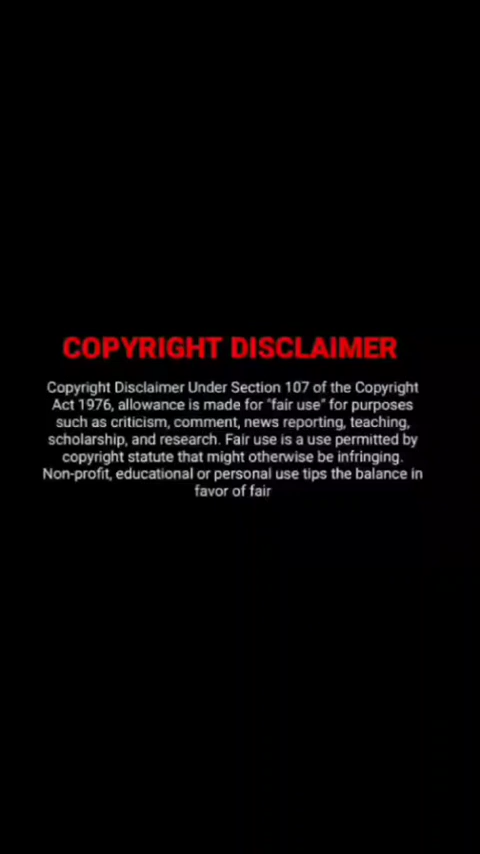 COPYRIGHT DISCLAIMER
Copyright Disclaimer Under Section 107 of the Copyright
Act 1976, allowance is made for "fair use" for purposes
such as criticism, comment, news reporting, teaching,
scholarship, and research. Fair use is a use permitted by
copyright statute that might otherwise be infringing.
Non-profit, educational or personal use tips the balance in
favor of fair